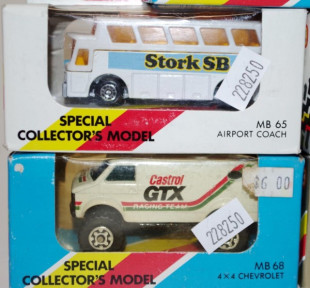 Stork SB
228250
SPECIAL
COLLECTOR'S MODEL
MB 65
AIRPORT COACH
Castrol
GTX
RACING TEAM
228250
SPECIAL
COLLECTOR'S MODEL
MB 68
4×4 CHEVROLET